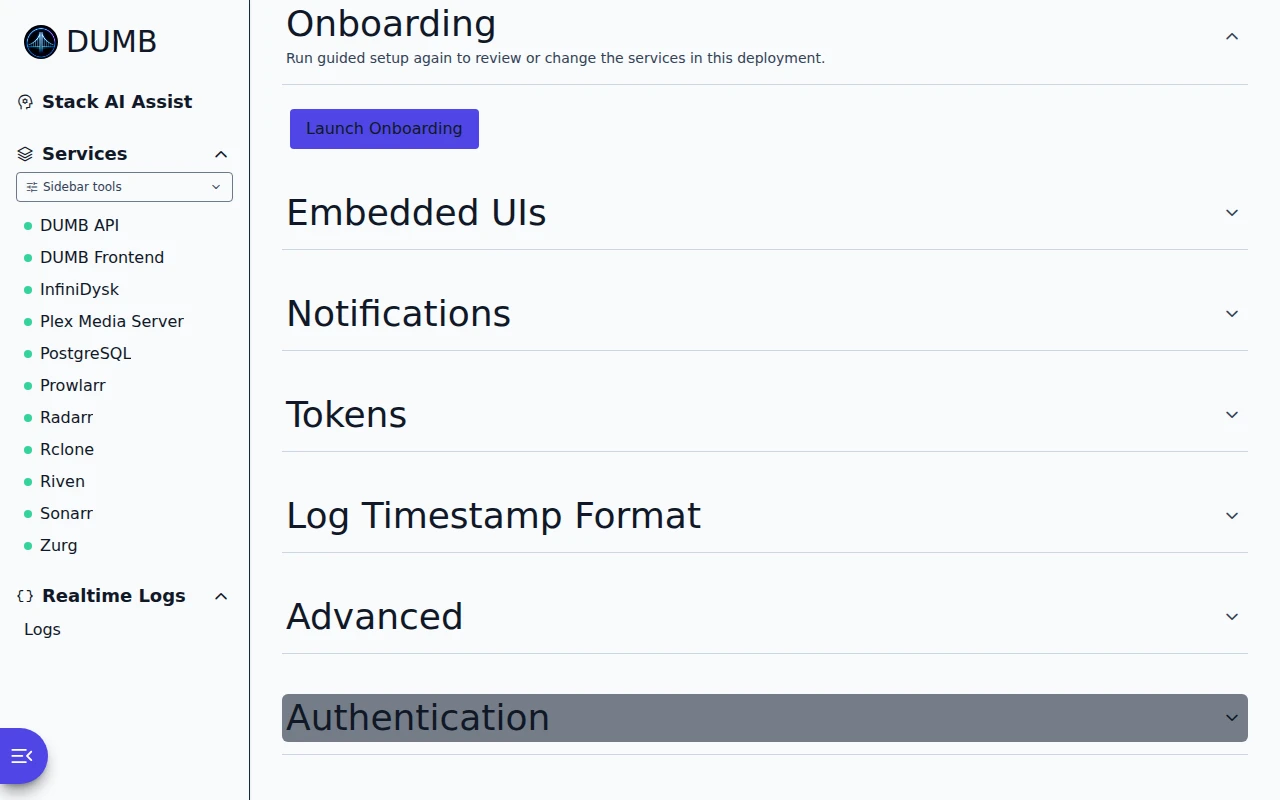 DUMB
Stack AI Assist
Services
Sidebar tools
DUMB API
DUMB Frontend
InfiniDysk
Plex Media Server
PostgreSQL
Prowlarr
Radarr
Rclone
Riven
Sonarr
Zurg
Realtime Logs
Logs
Onboarding
Run guided setup again to review or change the services in this deployment.
Launch Onboarding
Embedded UIs
Notifications
Tokens
Log Timestamp Format
Advanced
Authentication